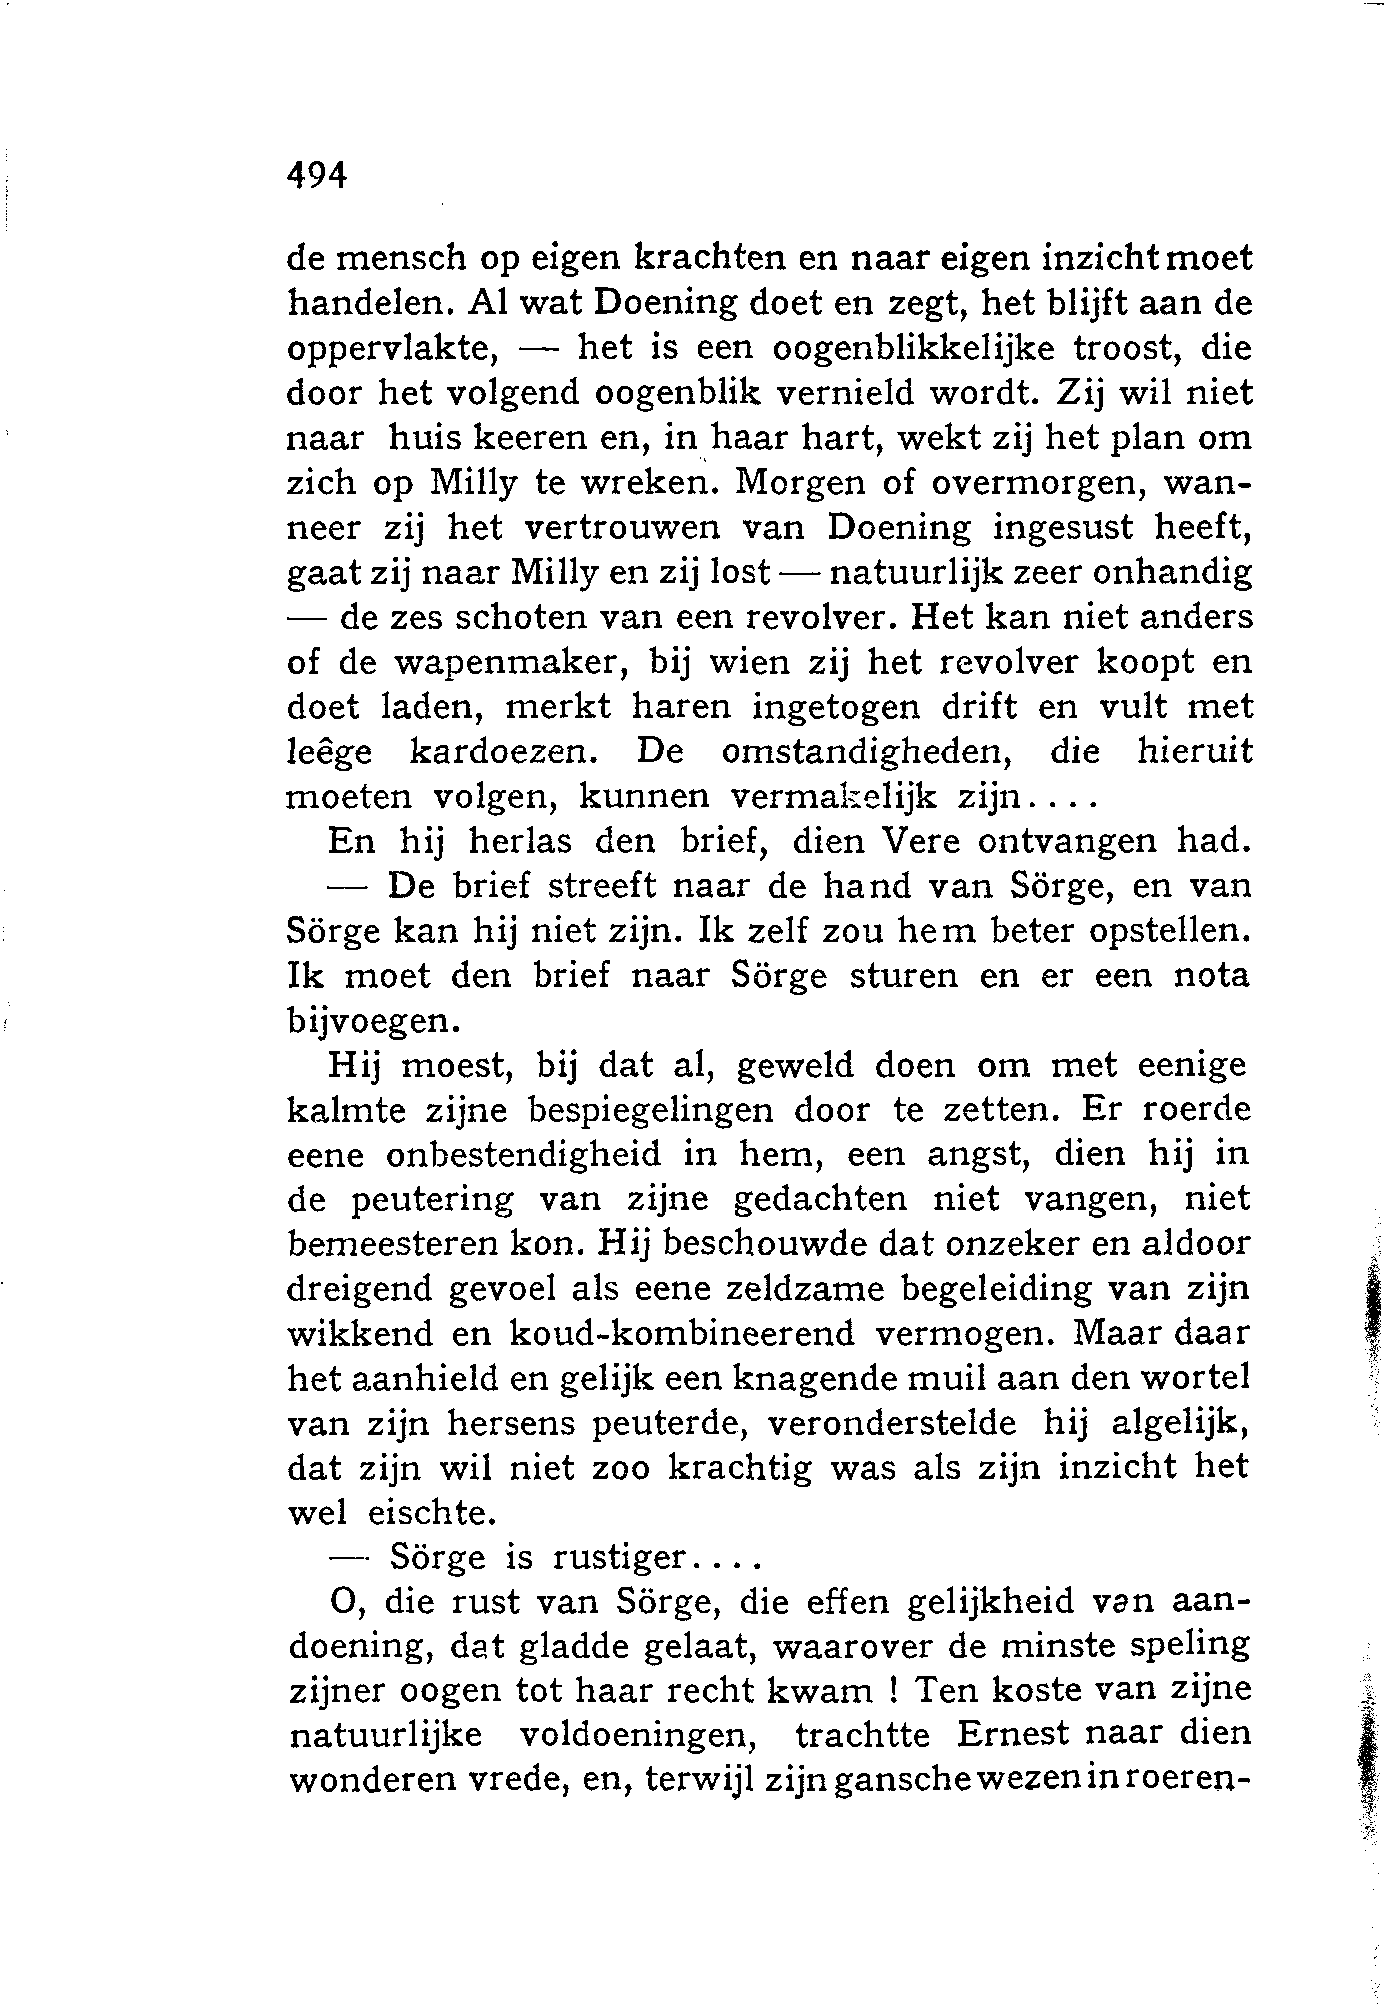 494
de mensch op eigen krachten en naar eigen inzicht moet
handelen. Al wat Doening doet en zegt, het blijft aan de
oppervlakte, — het is een oogenblikkelijke troost, die
door het volgend oogenblik vernield wordt. Zij wil niet
naar huis keeren en, in haar hart, wekt zij het plan om
zich op Milly te wreken. Morgen of overmorgen, wan-
neer zij het vertrouwen van Doening ingesust heeft,
gaat zij naar Milly en zij lost — natuurlijk zeer onhandig
— de zes schoten van een revolver. Het kan niet anders
of de wapenmaker, bij wien zij het revolver koopt en
doet laden, merkt haren ingetogen drift en vult met
leêge kardoezen. De omstandigheden, die hieruit
moeten volgen, kunnen vermakelijk zijn....
En hij herlas den brief, dien Vere ontvangen had.
— De brief streeft naar de hand van Sörge, en van
Sörge kan hij niet zijn. Ik zelf zou hem beter opstellen.
Ik moet den brief naar Sörge sturen en er een nota
bijvoegen.
Hij moest, bij dat al, geweld doen om met eenige
kalmte zijne bespiegelingen door te zetten. Er roerde
eene onbestendigheid in hem, een angst, dien hij in
de peutering van zijne gedachten niet vangen, niet
bemeesteren kon. Hij beschouwde dat onzeker en aldoor
dreigend gevoel als eene zeldzame begeleiding van zijn
wikkend en koud-kombineerend vermogen. Maar daar
het aanhield en gelijk een knagende muil aan den wortel
van zijn hersens peuterde, veronderstelde hij algelijk,
dat zijn wil niet zoo krachtig was als zijn inzicht het
wel eischte.
— Sörge is rustiger....
O, die rust van Sörge, die effen gelijkheid van aan-
doening, dat gladde gelaat, waarover de minste speling
zijner oogen tot haar recht kwam ! Ten koste van zijne
natuurlijke voldoeningen, trachtte Ernest naar dien
wonderen vrede, en, terwijl zijn gansche wezen in roeren-